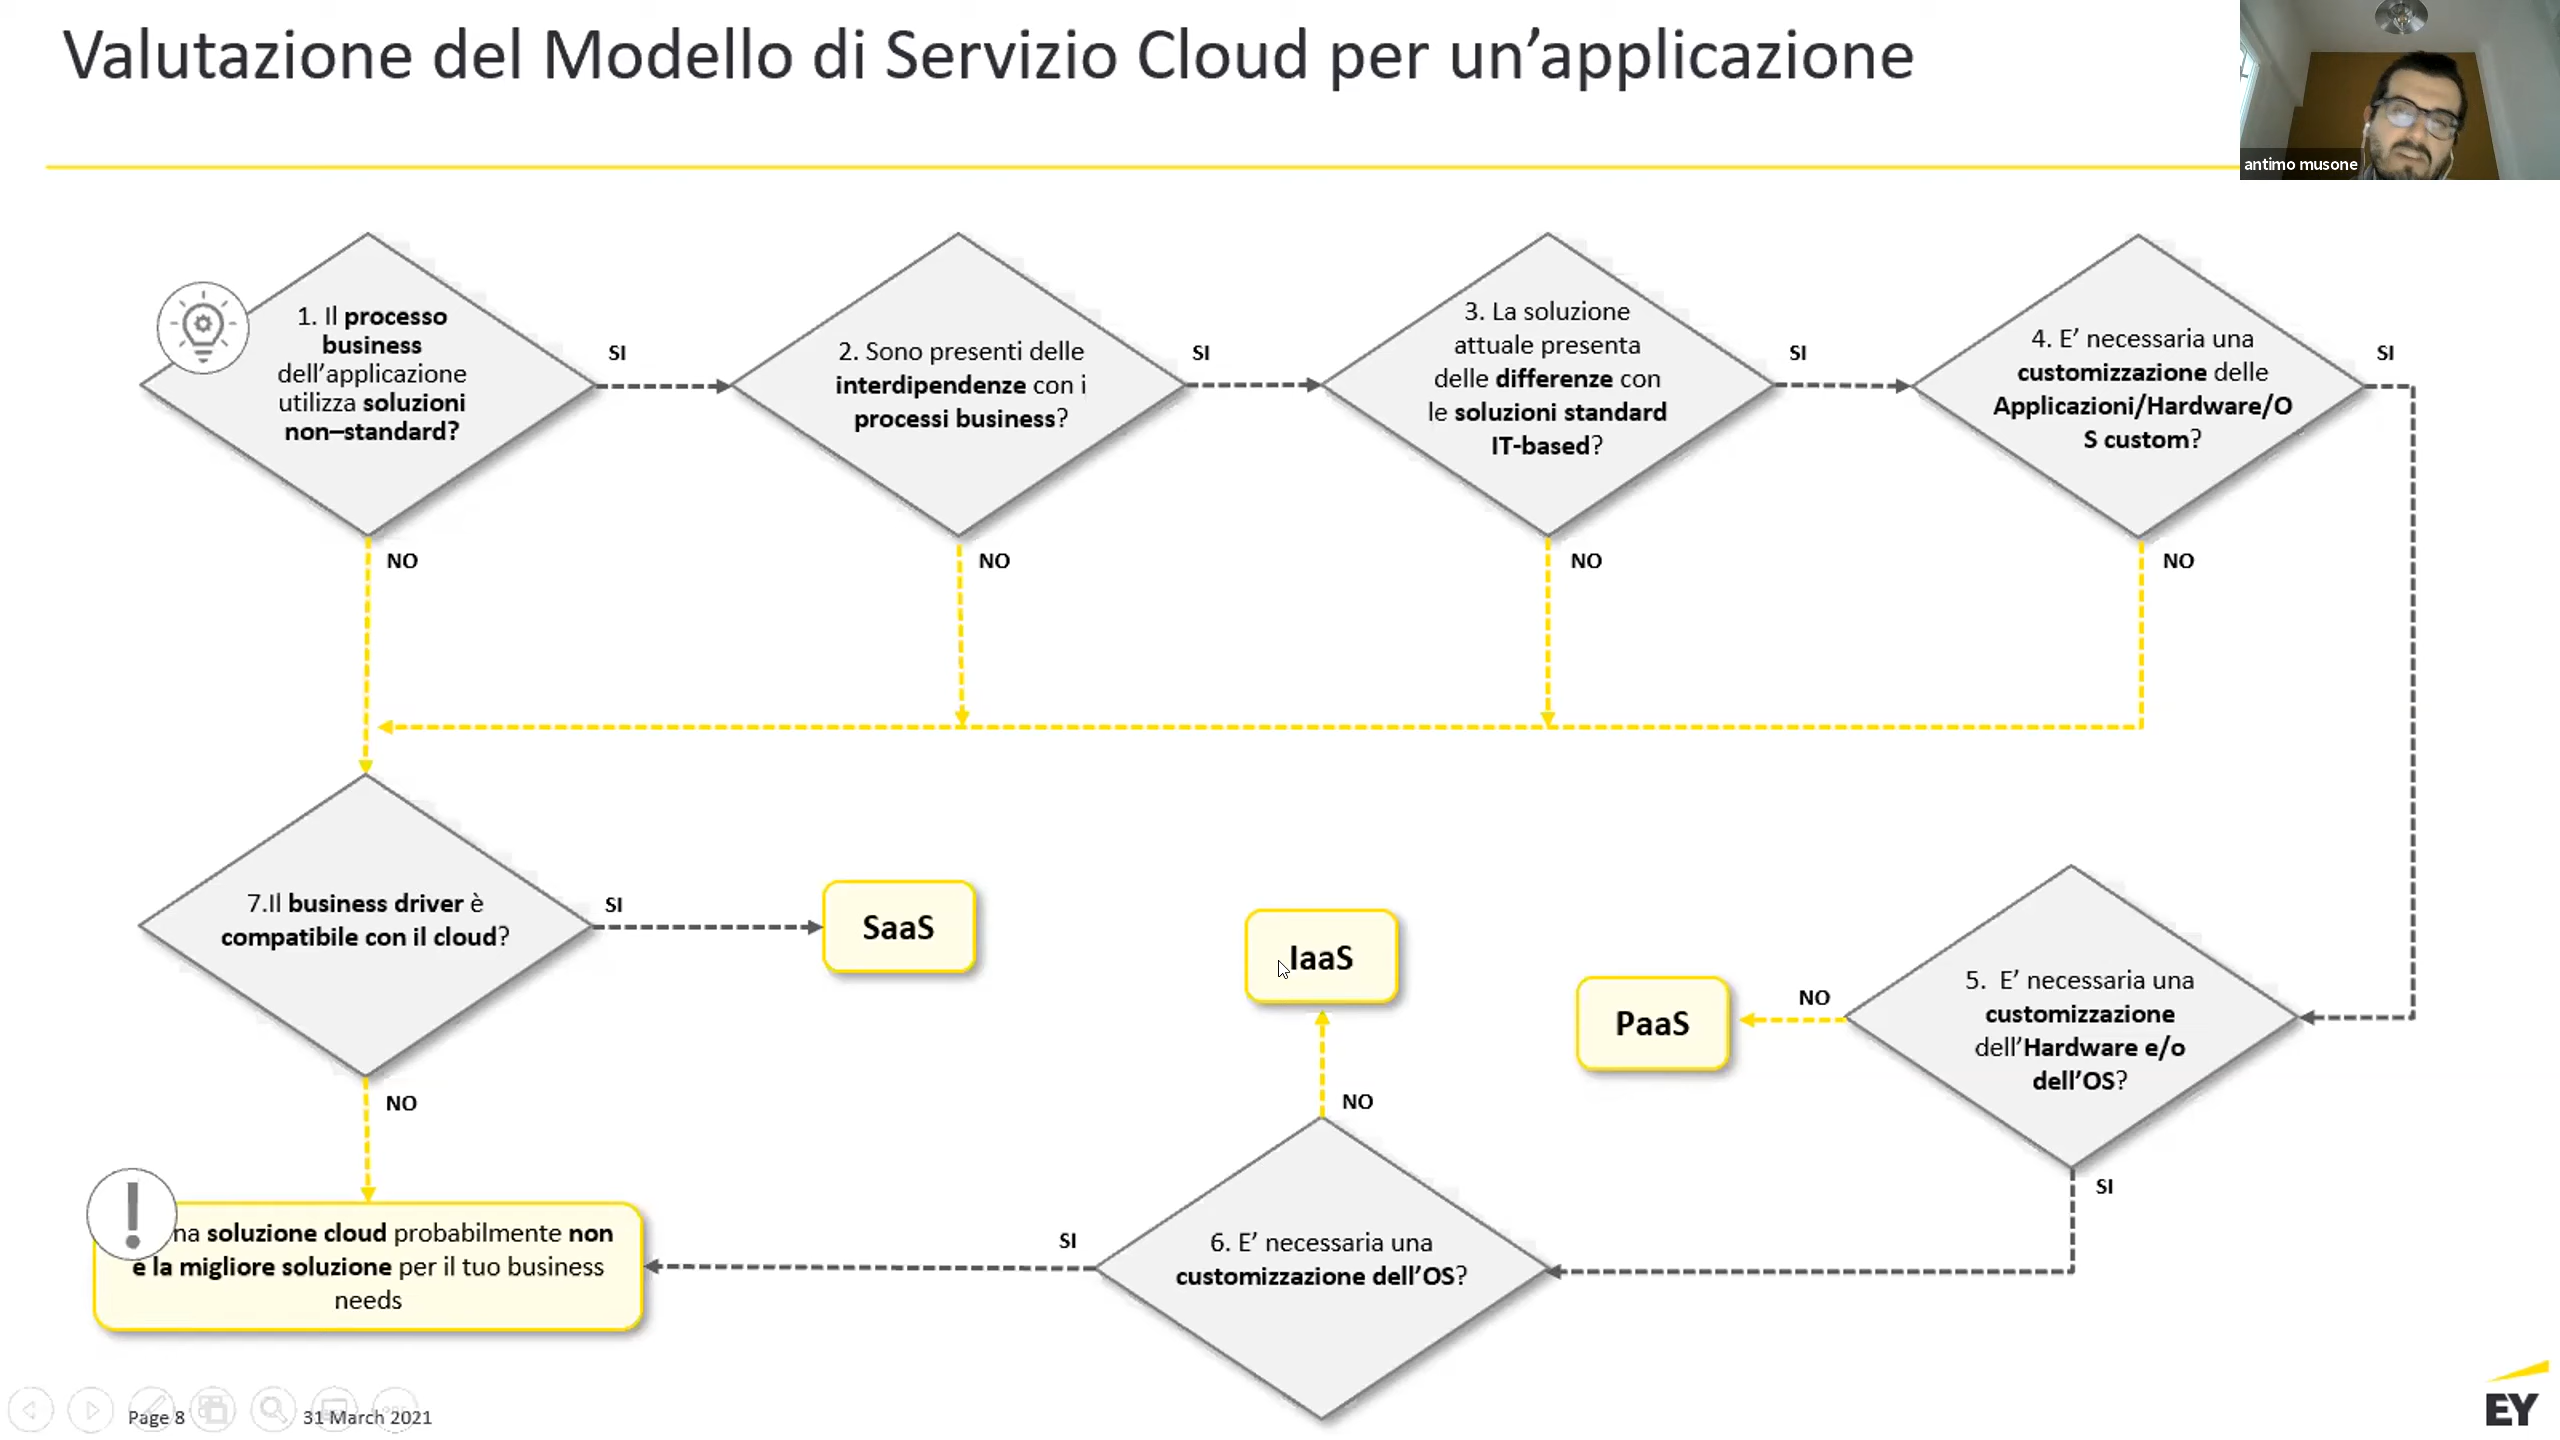 Valutazione del Modello di Servizio Cloud per un'applicazione
antimo musone
1. Il processo
business
dell'applicazione
utilizza soluzioni
non–standard?
SI
2. Sono presenti delle
interdipendenze con i
processi business?
SI
3. La soluzione
attuale presenta
delle differenze con
le soluzioni standard
IT-based?
SI
4. E' necessaria una
customizzazione delle
Applicazioni/Hardware/O
S custom?
SI
NO
NO
NO
NO
7.Il business driver è
compatibile con il cloud?
SI
SaaS
IaaS
PaaS
NO
5. E' necessaria una
customizzazione
dell'Hardware e/o
dell'OS?
NO
NO
SI
na soluzione cloud probabilmente non
è la migliore soluzione per il tuo business
needs
SI
6. E' necessaria una
customizzazione dell'OS?
Page 8
31 March 2021
EY